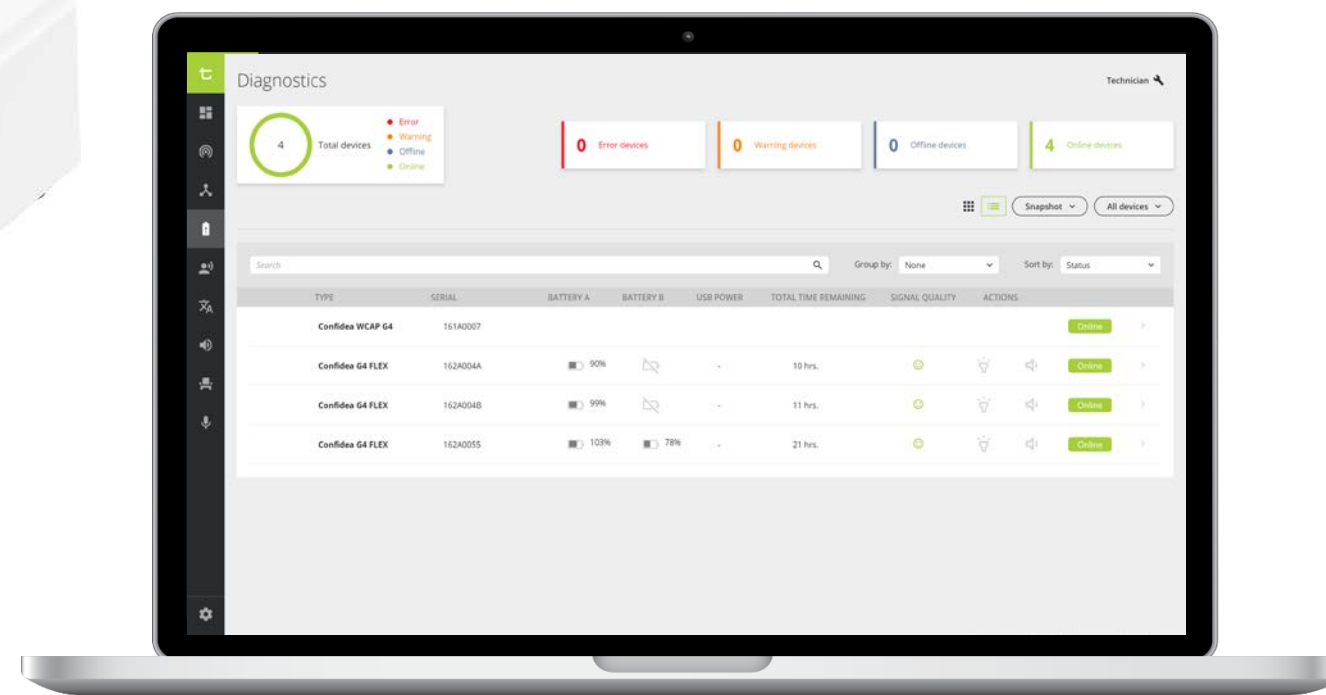 Diagnostics
Technician
4 Total devices
Error
Warning
Offline
Online
0 Error devices
0 Warning devices
0 Offline devices
4 Online devices
Snapshot
All devices
Search
Group by: None
Sort by: Status
TYPE SERIAL BATTERY A BATTERY B USB POWER TOTAL TIME REMAINING SIGNAL QUALITY ACTIONS
Confidea WCAP G4 161A0007 Online
Confidea G4 FLEX 162A004A 90% - 10 hrs. Online
Confidea G4 FLEX 162A004B 99% - 11 hrs. Online
Confidea G4 FLEX 162A0055 103% 78% - 21 hrs. Online